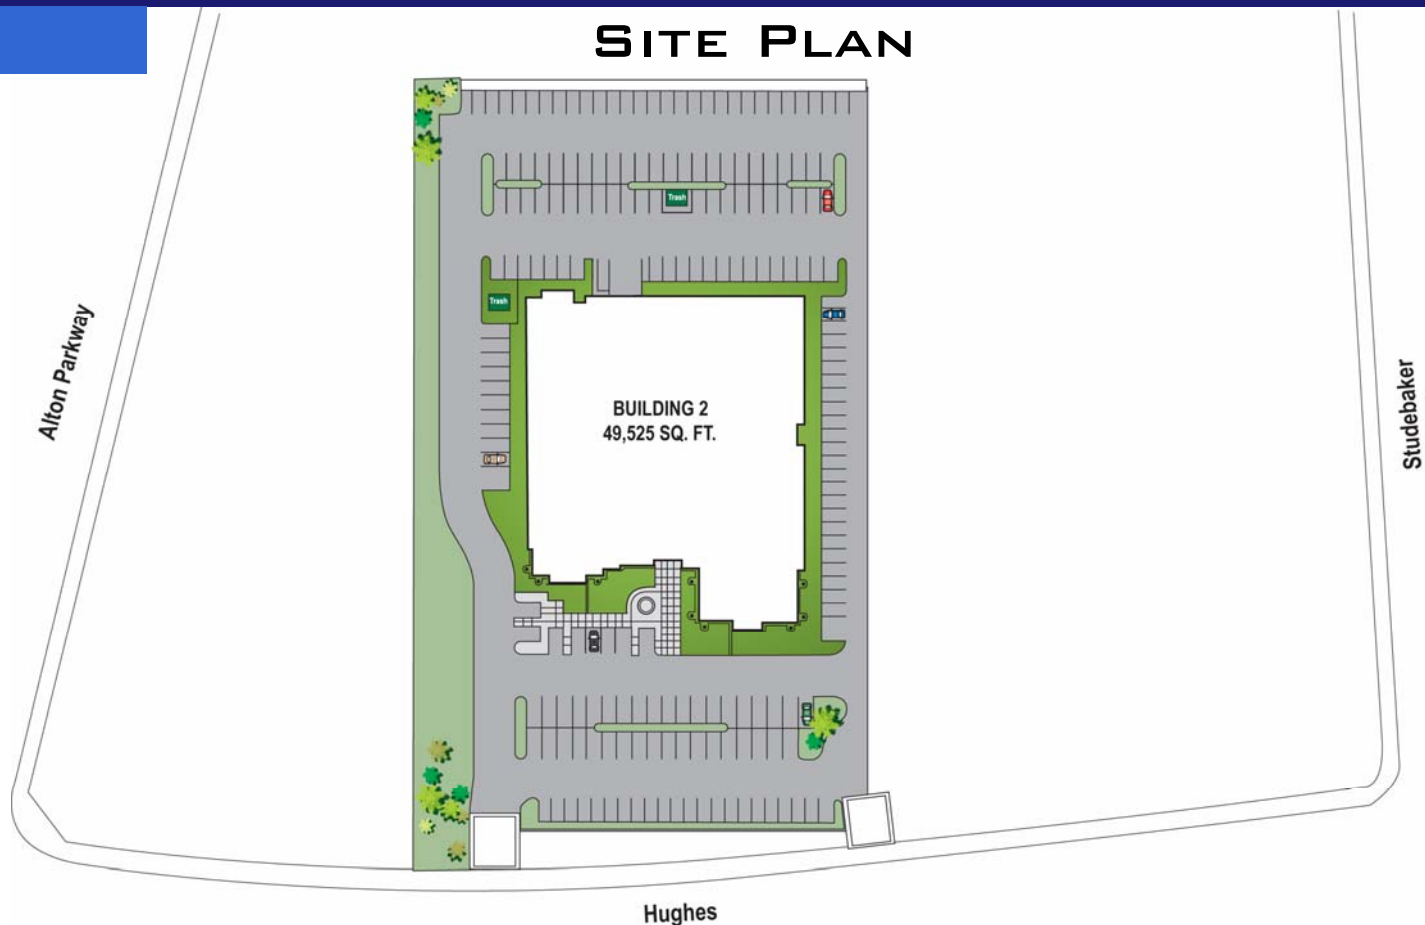 SITE PLAN
Trash
Trash
Alton Parkway
BUILDING 2
49,525 SQ. FT.
Studebaker
Hughes